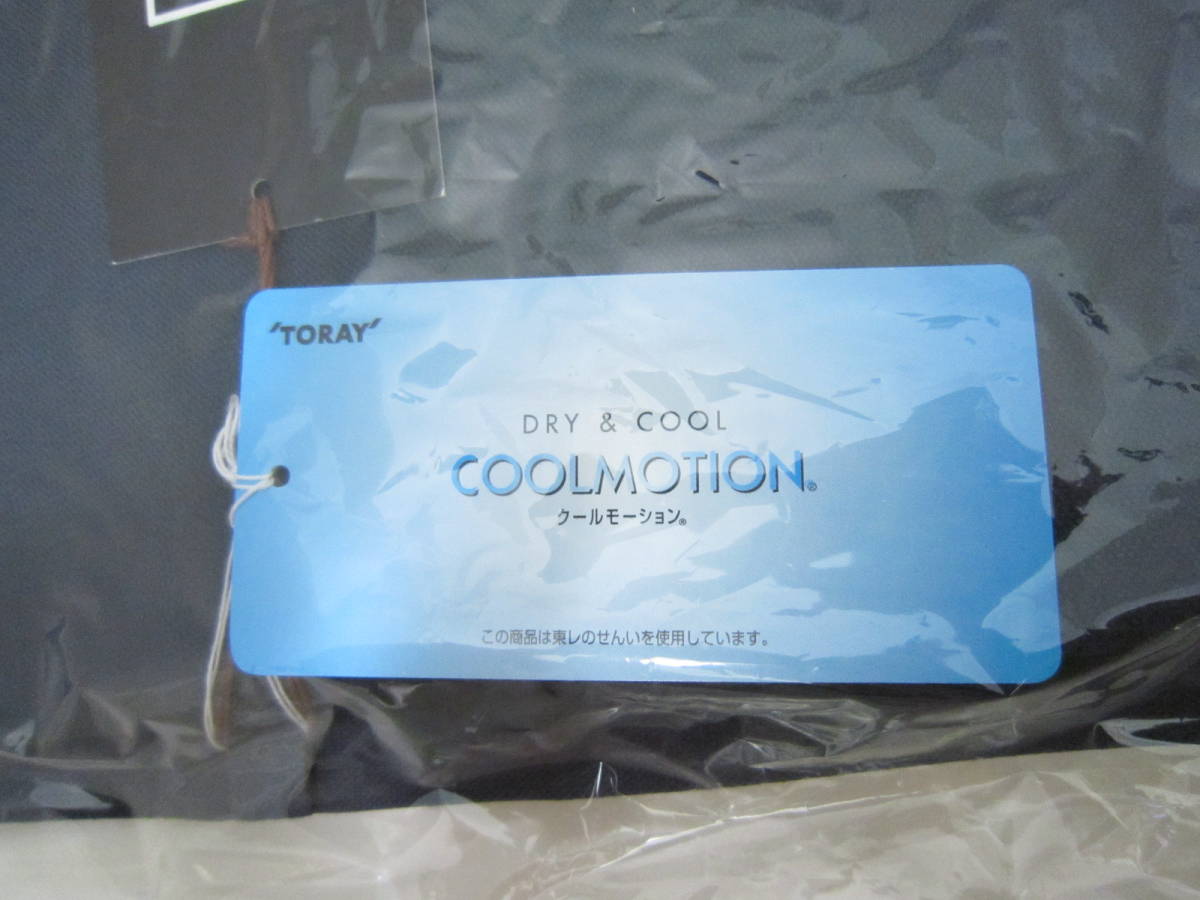 'TORAY'
DRY & COOL
COOLMOTION®
クールモーション®
この商品は東レのせんいを使用しています。